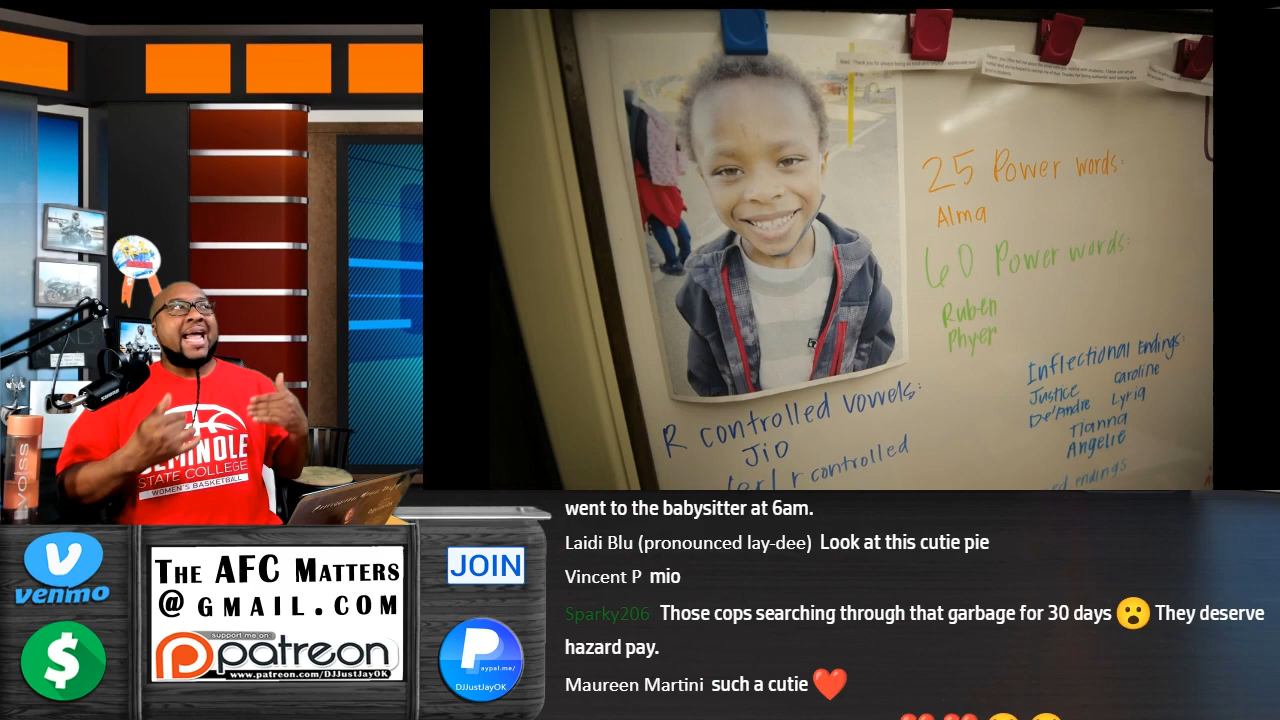 25 Power words:
Alma
60 Power words:
Ruben
Phyer
Inflectional Endings:
Justice Caroline
De'Andre Lyriq
Tianna
Angelie
R controlled vowels:
Jio
r controlled
endings
SEMINOLE
STATE COLLEGE
WOMEN'S BASKETBALL
SHURE
voss
went to the babysitter at 6am.
Laidi Blu (pronounced lay-dee) Look at this cutie pie
Vincent P mio
Sparky206 Those cops searching through that garbage for 30 days 😮 They deserve
hazard pay.
Maureen Martini such a cutie ❤️
venmo
$
THE AFC MATTERS
@GMAIL.COM
support me on:
patreon
www.patreon.com/DJJustJayOK
JOIN
Paypal.me/
DJJustJayOK